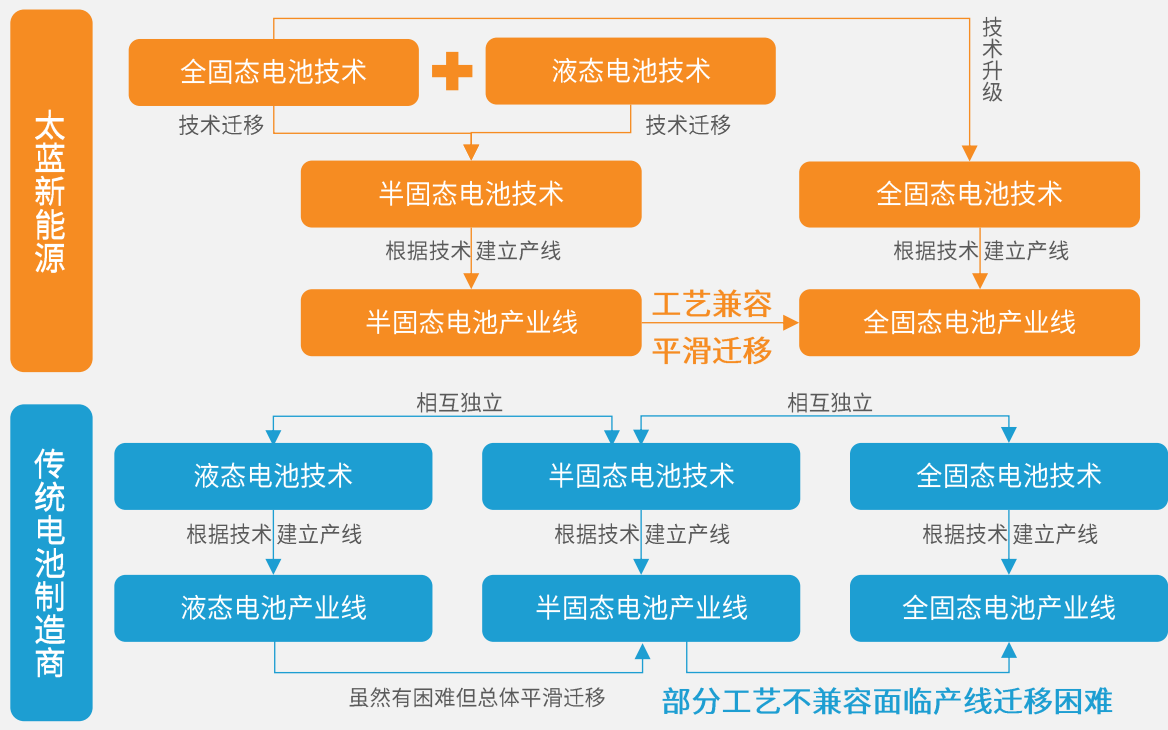 太蓝新能源
技术升级
全固态电池技术
液态电池技术
技术迁移
技术迁移
半固态电池技术
全固态电池技术
根据技术 建立产线
根据技术 建立产线
半固态电池产业线
工艺兼容
平滑迁移
全固态电池产业线
传统电池制造商
相互独立
相互独立
液态电池技术
半固态电池技术
全固态电池技术
根据技术 建立产线
根据技术 建立产线
根据技术 建立产线
液态电池产业线
半固态电池产业线
全固态电池产业线
虽然有困难但总体平滑迁移
部分工艺不兼容面临产线迁移困难